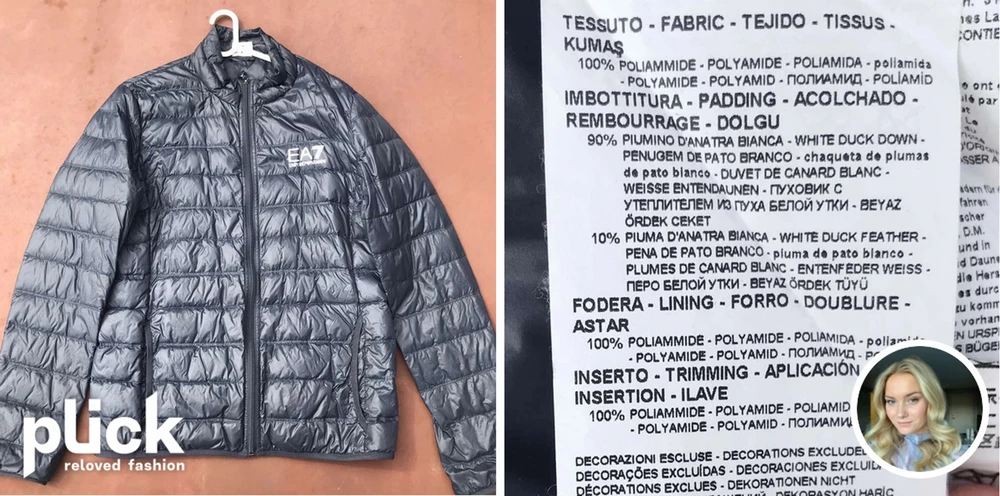 EA7
plick
reloved fashion
TESSUTO - FABRIC - TEJIDO - TISSUS -
KUMAŞ
100% POLIAMMIDE - POLYAMIDE - POLIAMIDA - poliamida
- POLYAMIDE - POLYAMID - ПОЛИАМИД - POLİAMİD
IMBOTTITURA - PADDING - ACOLCHADO -
REMBOURRAGE - DOLGU
90% PIUMINO D'ANATRA BIANCA - WHITE DUCK DOWN -
PENUGEM DE PATO BRANCO - chaqueta de plumas
de pato blanco - DUVET DE CANARD BLANC -
WEISSE ENTENDAUNEN - ПУХОВИК С
УТЕПЛИТЕЛЕМ ИЗ ПУХА БЕЛОЙ УТКИ - BEYAZ
ÖRDEK CEKET
10% PIUMA D'ANATRA BIANCA - WHITE DUCK FEATHER -
PENA DE PATO BRANCO - pluma de pato blanco -
PLUMES DE CANARD BLANC - ENTENFEDER WEISS -
ПЕРО БЕЛОЙ УТКИ - BEYAZ ÖRDEK TÜYÜ
FODERA - LINING - FORRO - DOUBLURE -
ASTAR
100% POLIAMMIDE - POLYAMIDE - POLIAMIDA - poliamida
- POLYAMIDE - POLYAMID - ПОЛИАМИД
INSERTO - TRIMMING - APLICACIÓN
INSERTION - ILAVE
100% POLIAMMIDE - POLYAMIDE - POLIAMIDA
- POLYAMIDE - POLYAMID - ПОЛИАМИД
DECORAZIONI ESCLUSE - DECORATIONS EXCLUDED
DECORAÇÕES EXCLUÍDAS - DECORACIONES
DÉCORATIONS EXCLUES - DEKORATIONEN NICHT